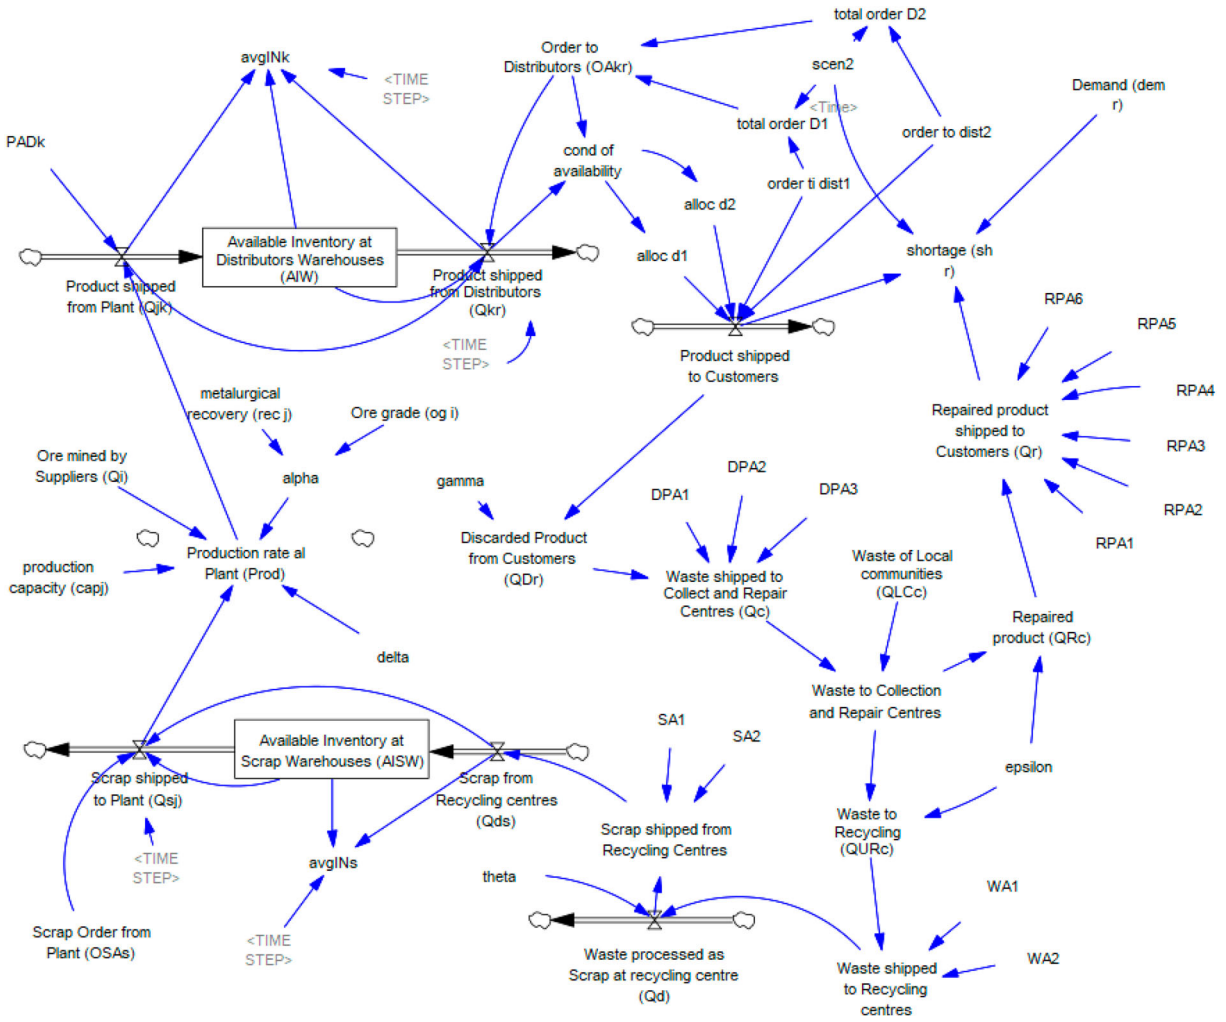 total order D2
avgINk
Order to
Distributors (OAkr)
scen2
<TIME
STEP>
Demand (dem
r)
<Time>
total order D1
order to dist2
PADk
cond of
availability
order ti dist1
alloc d2
Available Inventory at
Distributors Warehouses
(AIW)
alloc d1
shortage (sh
r)
Product shipped
from Plant (Qjk)
Product shipped
from Distributors
(Qkr)
RPA6
RPA5
<TIME
STEP>
Product shipped
to Customers
metalurgical
recovery (rec j)
Ore grade (og i)
RPA4
Repaired product
shipped to
Customers (Qr)
RPA3
Ore mined by
Suppliers (Qi)
alpha
gamma
DPA2
DPA1
DPA3
RPA2
RPA1
Discarded Product
from Customers
(QDr)
Production rate al
Plant (Prod)
production
capacity (capj)
Waste shipped to
Collect and Repair
Centres (Qc)
Waste of Local
communities
(QLCc)
Repaired
product (QRc)
delta
Waste to Collection
and Repair Centres
SA1
SA2
Available Inventory at
Scrap Warehouses (AISW)
epsilon
Scrap shipped
to Plant (Qsj)
Scrap from
Recycling centres
(Qds)
Waste to
Recycling
(QURc)
Scrap shipped from
Recycling Centres
<TIME
STEP>
avgINs
theta
WA1
Scrap Order from
Plant (OSAs)
<TIME
STEP>
Waste processed as
Scrap at recycling centre
(Qd)
WA2
Waste shipped
to Recycling
centres